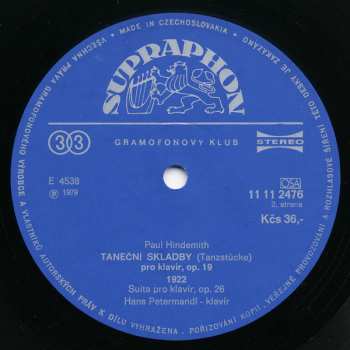 MADE IN CZECHOSLOVAKIA
VŠECHNA PRÁVA GRAMOFONOVÉHO VÝROBCE A VLASTNÍKŮ AUTORSKÝCH PRÁV K DÍLU VYHRAZENA. POŘIZOVÁNÍ KOPIÍ, VEŘEJNÉ PROVOZOVÁNÍ A ROZHLASOVÉ ŠÍŘENÍ TÉTO DESKY JE ZAKÁZÁNO
SUPRAPHON
33
GRAMOFONOVÝ KLUB
STEREO
E 4538
℗ 1979
OSA
11 11 2476
2. strana
Kčs 36,-
Paul Hindemith
TANEČNÍ SKLADBY (Tanzstücke)
pro klavír, op. 19
1922
Suita pro klavír, op. 26
Hans Petermandl - klavír